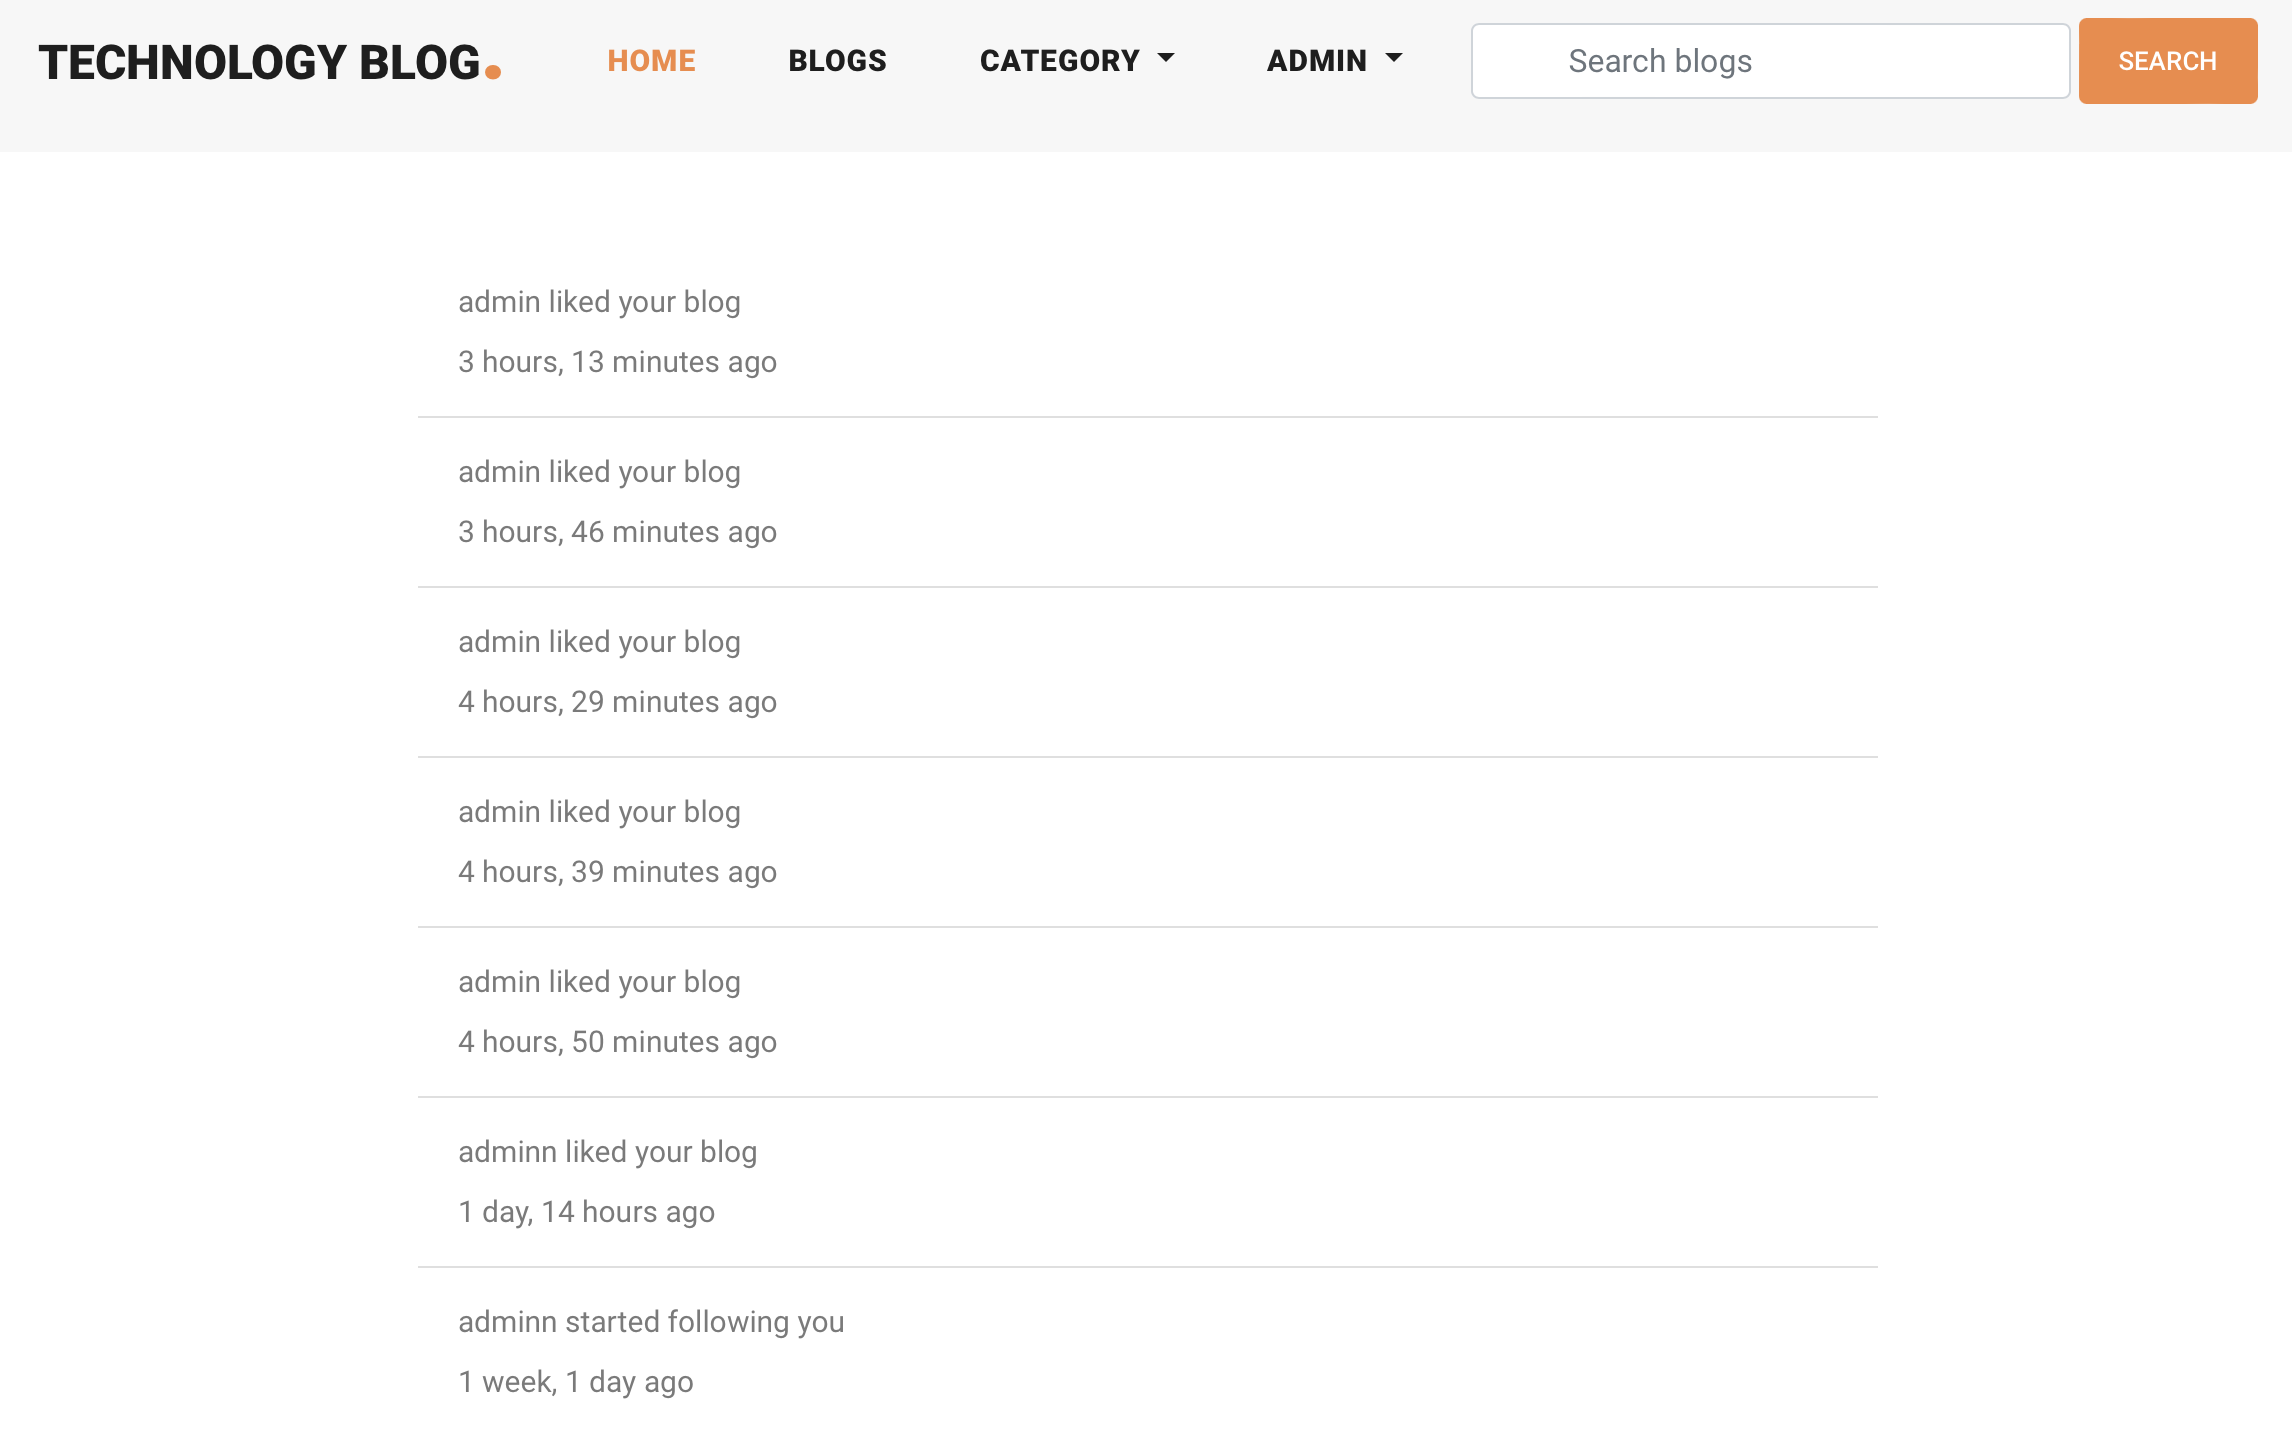 TECHNOLOGY BLOG. HOME BLOGS CATEGORY ADMIN Search blogs SEARCH
admin liked your blog
3 hours, 13 minutes ago
admin liked your blog
3 hours, 46 minutes ago
admin liked your blog
4 hours, 29 minutes ago
admin liked your blog
4 hours, 39 minutes ago
admin liked your blog
4 hours, 50 minutes ago
adminn liked your blog
1 day, 14 hours ago
adminn started following you
1 week, 1 day ago